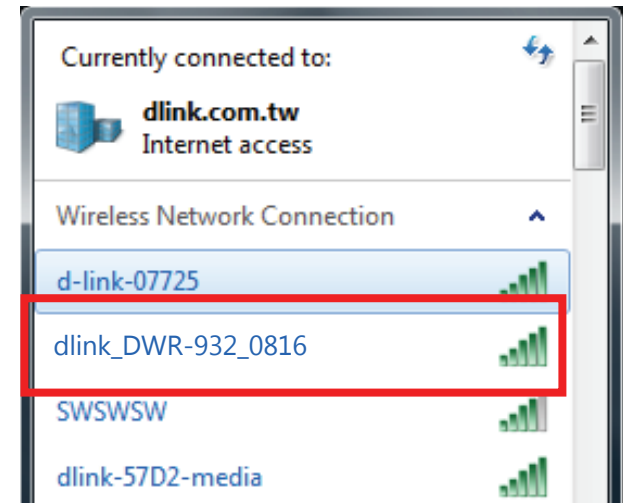 Currently connected to:
dlink.com.tw
Internet access
Wireless Network Connection
d-link-07725
dlink_DWR-932_0816
SWSWSW
dlink-57D2-media